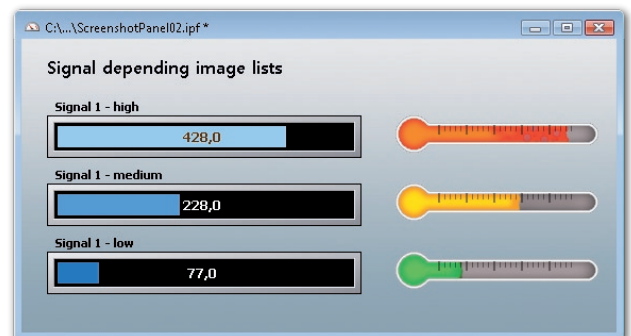 C:\...\ScreenshotPanel02.ipf *
Signal depending image lists
Signal 1 - high
428,0
Signal 1 - medium
228,0
Signal 1 - low
77,0